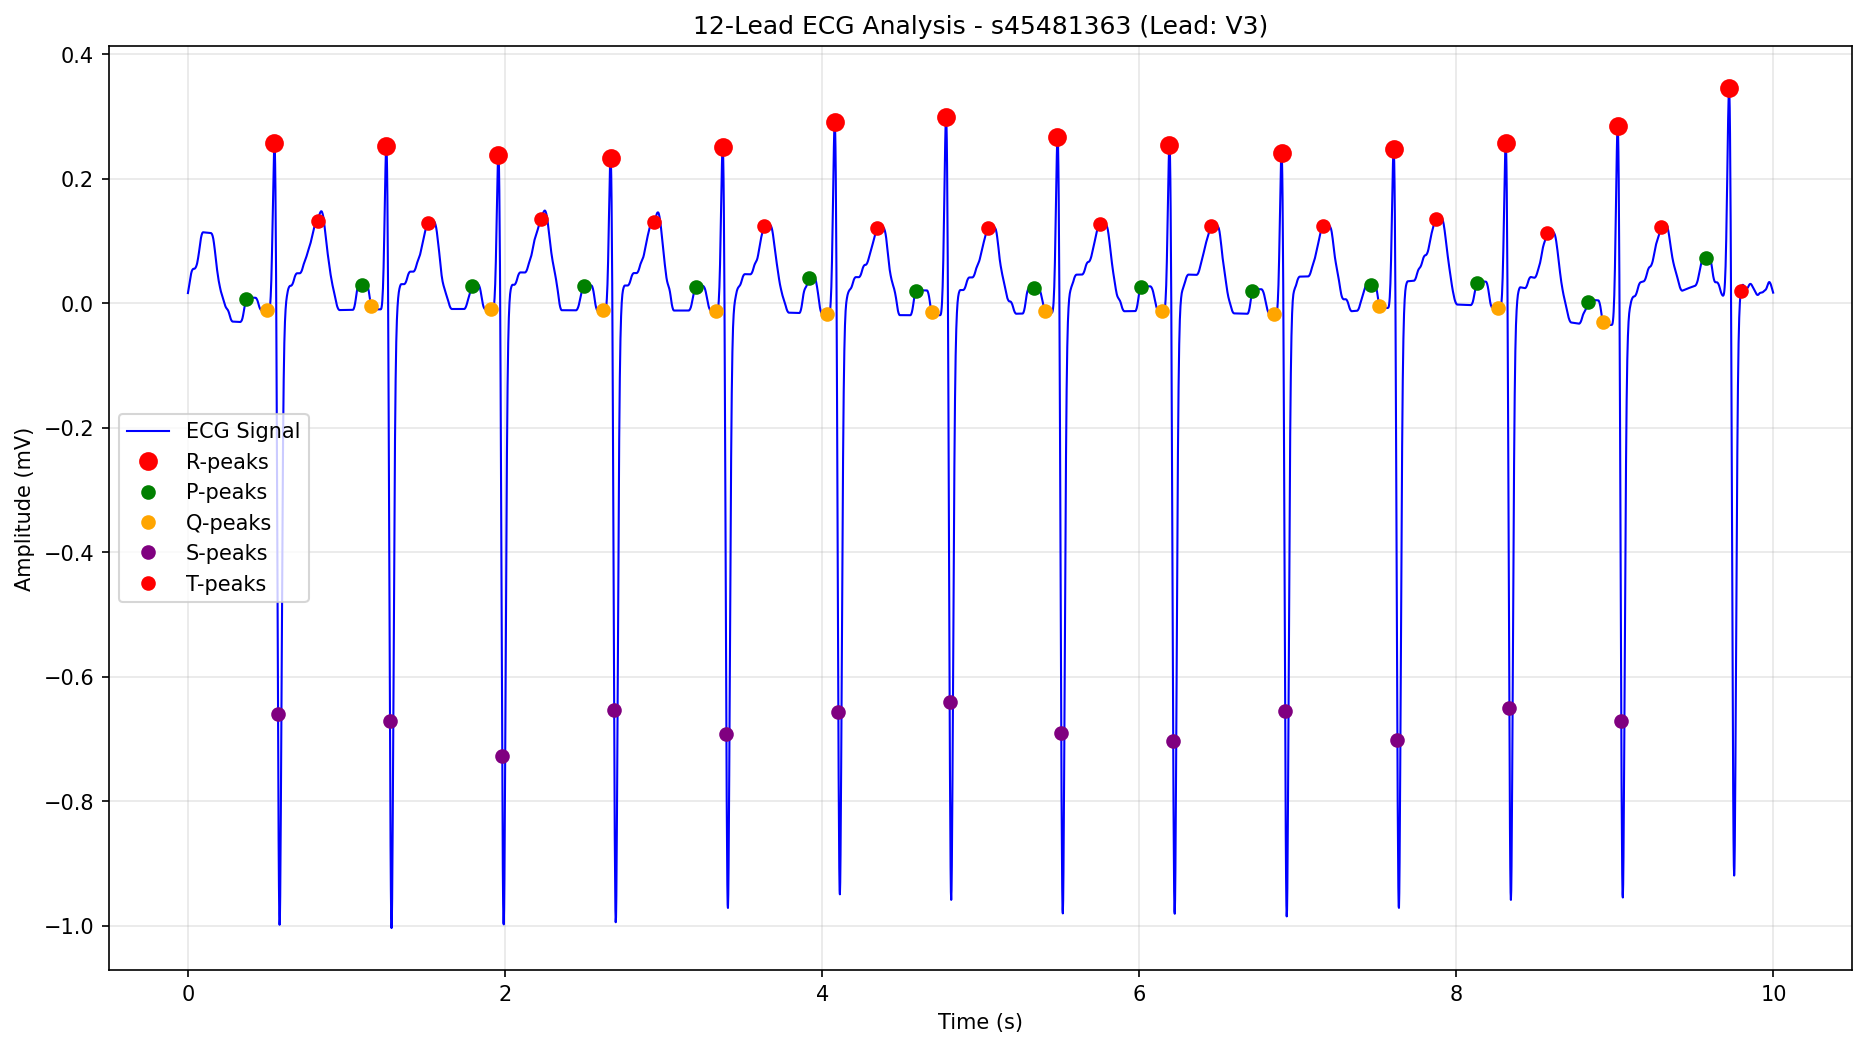 12-Lead ECG Analysis - s45481363 (Lead: V3)
Amplitude (mV)
0.4
0.2
0.0
−0.2
−0.4
−0.6
−0.8
−1.0
ECG Signal
R-peaks
P-peaks
Q-peaks
S-peaks
T-peaks
0 2 4 6 8 10
Time (s)